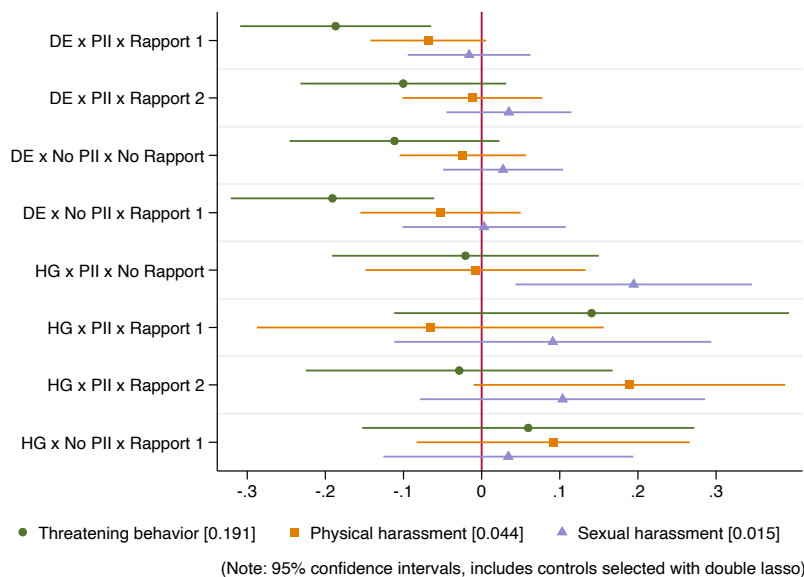 DE x PII x Rapport 1
DE x PII x Rapport 2
DE x No PII x No Rapport
DE x No PII x Rapport 1
HG x PII x No Rapport
HG x PII x Rapport 1
HG x PII x Rapport 2
HG x No PII x Rapport 1
-.3 -.2 -.1 0 .1 .2 .3
Threatening behavior [0.191] Physical harassment [0.044] Sexual harassment [0.015]
(Note: 95% confidence intervals, includes controls selected with double lasso)